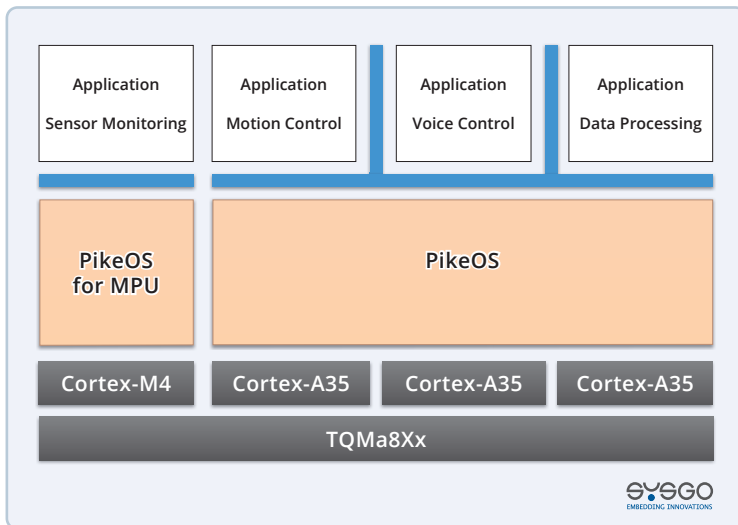 Application
Sensor Monitoring
Application
Motion Control
Application
Voice Control
Application
Data Processing
PikeOS
for MPU
PikeOS
Cortex-M4
Cortex-A35
Cortex-A35
Cortex-A35
TQMa8Xx
SYSGO
EMBEDDING INNOVATIONS